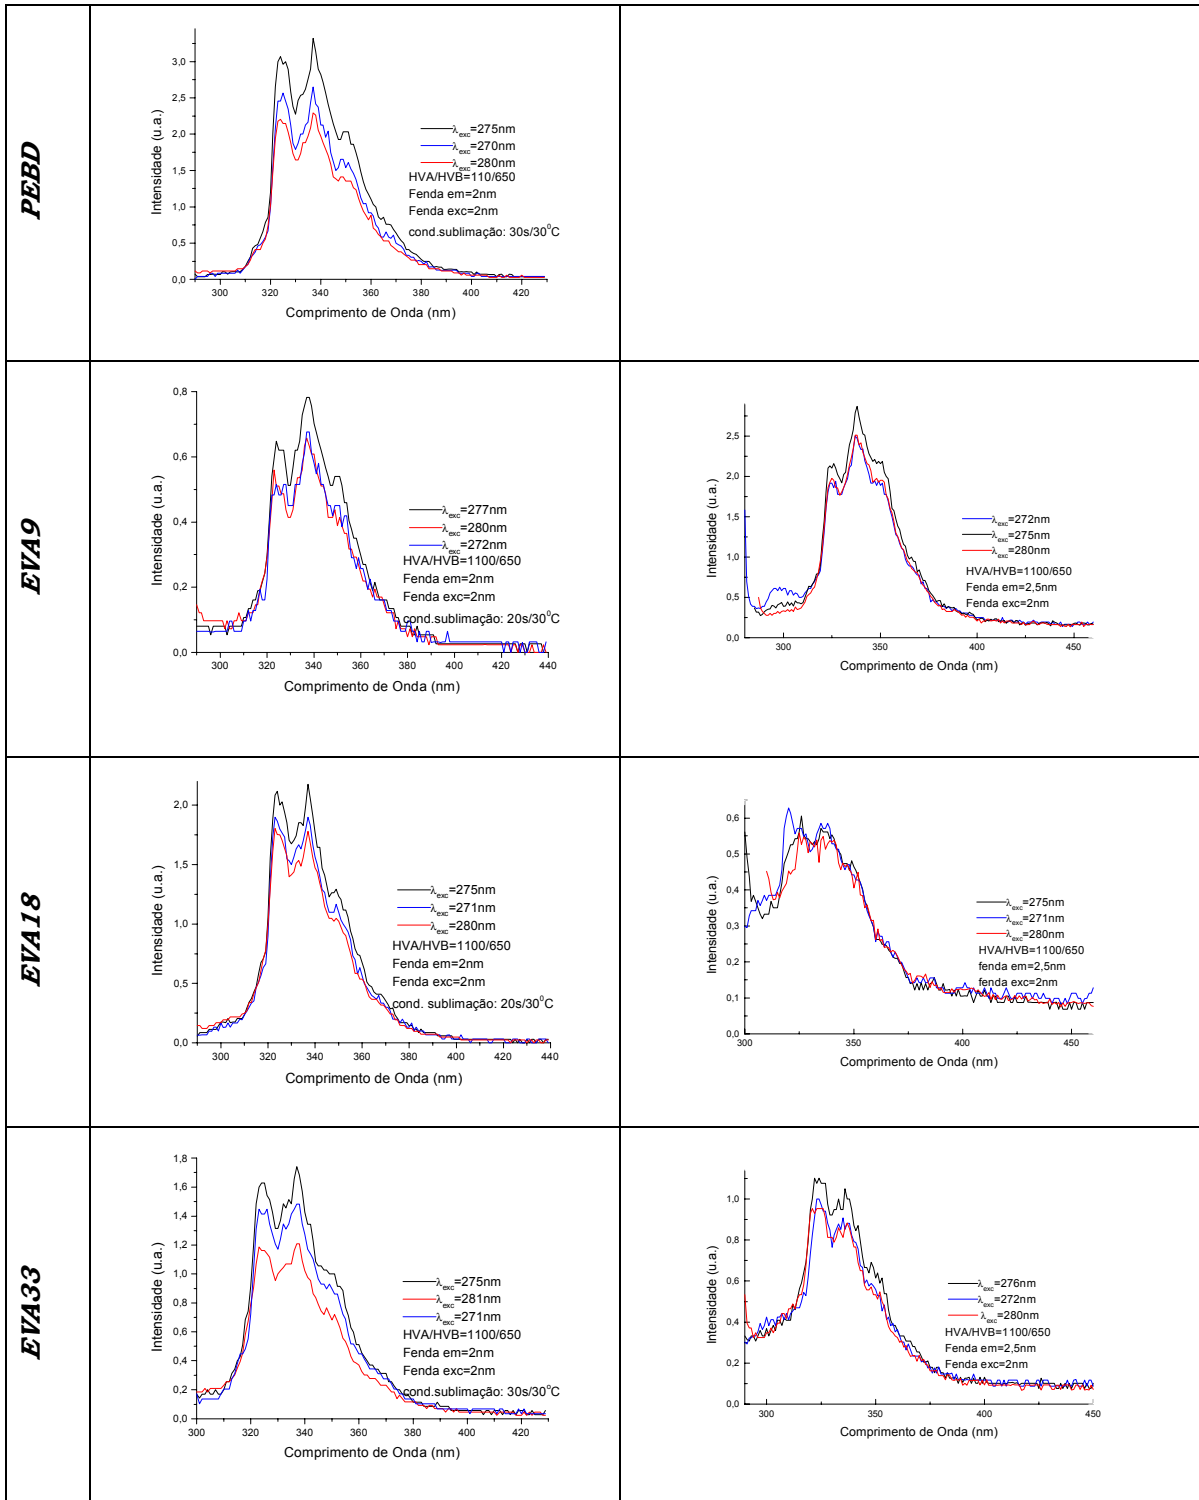 PEBD
3,0
2,5
2,0
1,5
1,0
0,5
0,0
300 320 340 360 380 400 420
Intensidade (u.a.)
Comprimento de Onda (nm)
λexc=275nm
λexc=270nm
λexc=280nm
HVA/HVB=110/650
Fenda em=2nm
Fenda exc=2nm
cond.sublimação: 30s/30⁰C
EVA9
0,8
0,6
0,4
0,2
0,0
300 320 340 360 380 400 420 440
Intensidade (u.a.)
Comprimento de Onda (nm)
λexc=277nm
λexc=280nm
λexc=272nm
HVA/HVB=1100/650
Fenda em=2nm
Fenda exc=2nm
cond.sublimação: 20s/30⁰C
2,5
2,0
1,5
1,0
0,5
0,0
300 350 400 450
Intensidade (u.a.)
Comprimento de Onda (nm)
λexc=272nm
λexc=275nm
λexc=280nm
HVA/HVB=1100/650
Fenda em=2,5nm
Fenda exc=2nm
EVA18
2,0
1,5
1,0
0,5
0,0
300 320 340 360 380 400 420 440
Intensidade (u.a.)
Comprimento de Onda (nm)
λexc=275nm
λexc=271nm
λexc=280nm
HVA/HVB=1100/650
Fenda em=2nm
Fenda exc=2nm
cond. sublimação: 20s/30⁰C
0,6
0,5
0,4
0,3
0,2
0,1
0,0
300 350 400 450
Intensidade (u.a.)
Comprimento de Onda (nm)
λexc=275nm
λexc=271nm
λexc=280nm
HVA/HVB=1100/650
fenda em=2,5nm
fenda exc=2nm
EVA33
1,8
1,6
1,4
1,2
1,0
0,8
0,6
0,4
0,2
0,0
300 320 340 360 380 400 420
Intensidade (u.a.)
Comprimento de Onda (nm)
λexc=275nm
λexc=281nm
λexc=271nm
HVA/HVB=1100/650
Fenda em=2nm
Fenda exc=2nm
cond.sublimação: 30s/30⁰C
1,0
0,8
0,6
0,4
0,2
0,0
300 350 400 450
Intensidade (u.a.)
Comprimento de Onda (nm)
λexc=276nm
λexc=272nm
λexc=280nm
HVA/HVB=1100/650
Fenda em=2,5nm
Fenda exc=2nm